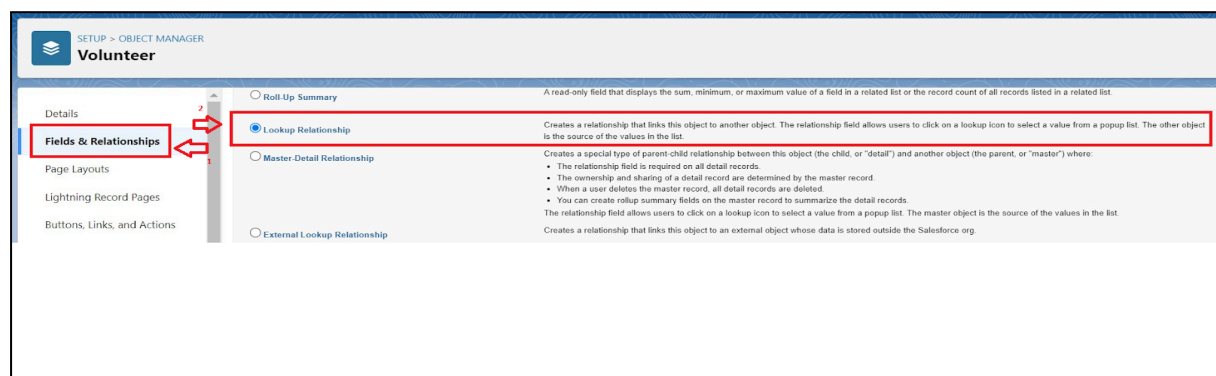 SETUP > OBJECT MANAGER
Volunteer
Details
Fields & Relationships
Page Layouts
Lightning Record Pages
Buttons, Links, and Actions
2
1
Roll-Up Summary
A read-only field that displays the sum, minimum, or maximum value of a field in a related list or the record count of all records listed in a related list.
Lookup Relationship
Creates a relationship that links this object to another object. The relationship field allows users to click on a lookup icon to select a value from a popup list. The other object
is the source of the values in the list.
Master-Detail Relationship
Creates a special type of parent-child relationship between this object (the child, or "detail") and another object (the parent, or "master") where:
• The relationship field is required on all detail records.
• The ownership and sharing of a detail record are determined by the master record.
• When a user deletes the master record, all detail records are deleted.
• You can create rollup summary fields on the master record to summarize the detail records.
The relationship field allows users to click on a lookup icon to select a value from a popup list. The master object is the source of the values in the list.
External Lookup Relationship
Creates a relationship that links this object to an external object whose data is stored outside the Salesforce org.